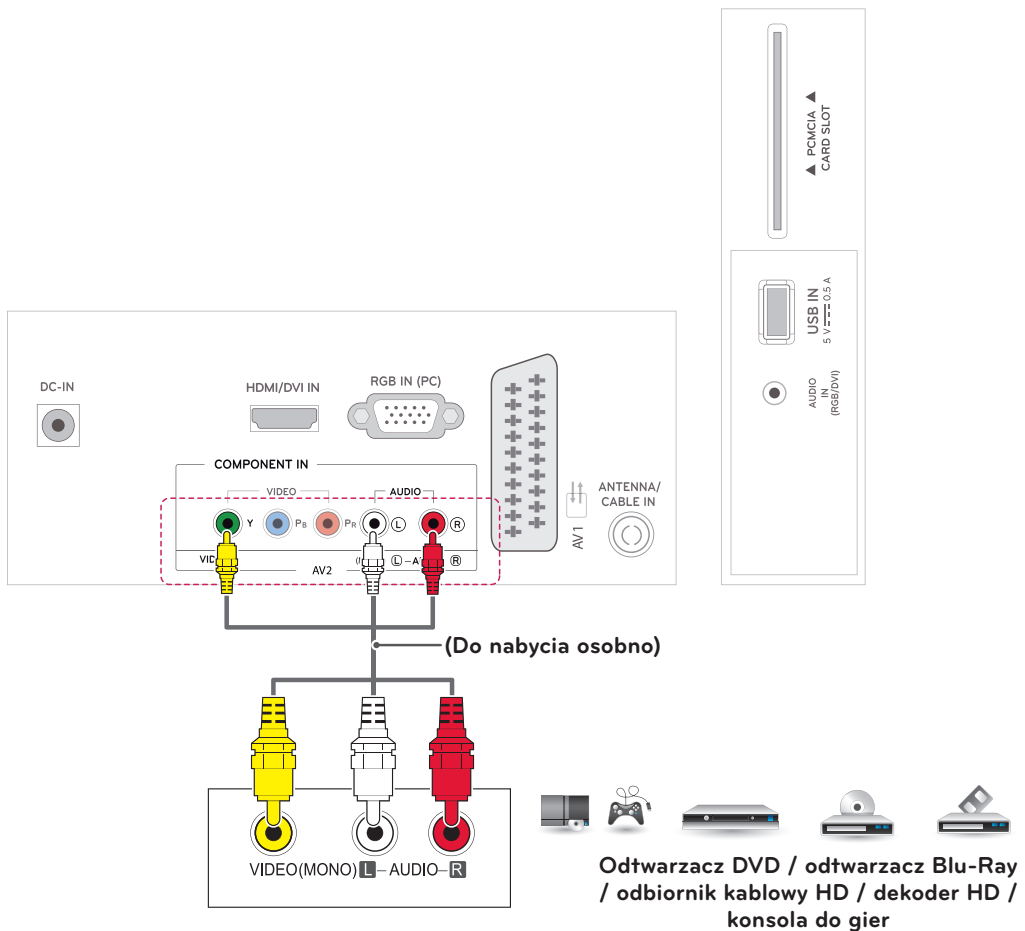 PCMCIA
CARD SLOT
USB IN
5 V 0.5 A
AUDIO
IN
(RGB/DVI)
DC-IN
HDMI/DVI IN
RGB IN (PC)
COMPONENT IN
VIDEO
AUDIO
Y
PB
PR
L
R
AV2
L
R
AV 1
ANTENNA/
CABLE IN
(Do nabycia osobno)
VIDEO(MONO) L – AUDIO – R
Odtwarzacz DVD / odtwarzacz Blu-Ray
/ odbiornik kablowy HD / dekoder HD /
konsola do gier